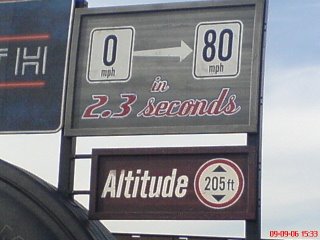 0 80
mph mph
in
2.3 seconds
Altitude 205ft
09-09-06 15:33